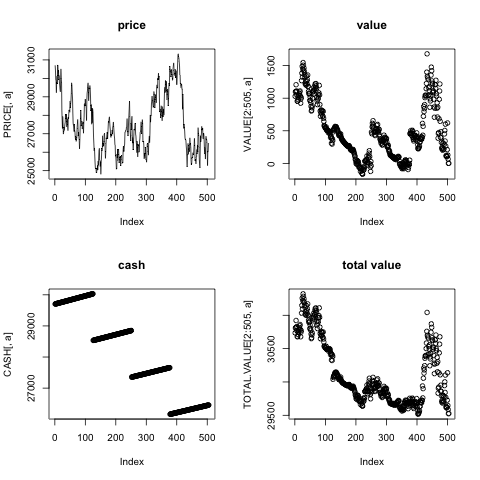 price
PRICE[, a]
25000 27000 29000 31000
0 100 200 300 400 500
Index
value
VALUE[2:505, a]
0 500 1000 1500
0 100 200 300 400 500
Index
cash
CASH[, a]
27000 29000
0 100 200 300 400 500
Index
total value
TOTAL.VALUE[2:505, a]
29500 30500
0 100 200 300 400 500
Index